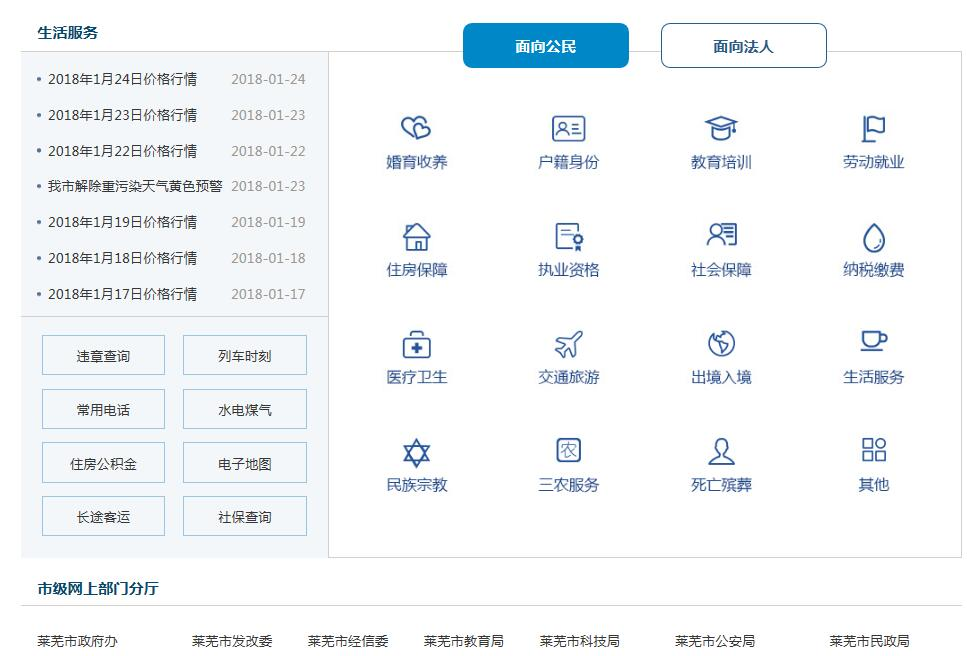 生活服务
面向公民
面向法人
2018年1月24日价格行情 2018-01-24
2018年1月23日价格行情 2018-01-23
2018年1月22日价格行情 2018-01-22
我市解除重污染天气黄色预警 2018-01-23
2018年1月19日价格行情 2018-01-19
2018年1月18日价格行情 2018-01-18
2018年1月17日价格行情 2018-01-17
违章查询 列车时刻
常用电话 水电煤气
住房公积金 电子地图
长途客运 社保查询
婚育收养 户籍身份 教育培训 劳动就业
住房保障 执业资格 社会保障 纳税缴费
医疗卫生 交通旅游 出境入境 生活服务
农
民族宗教 三农服务 死亡殡葬 其他
市级网上部门分厅
莱芜市政府办 莱芜市发改委 莱芜市经信委 莱芜市教育局 莱芜市科技局 莱芜市公安局 莱芜市民政局